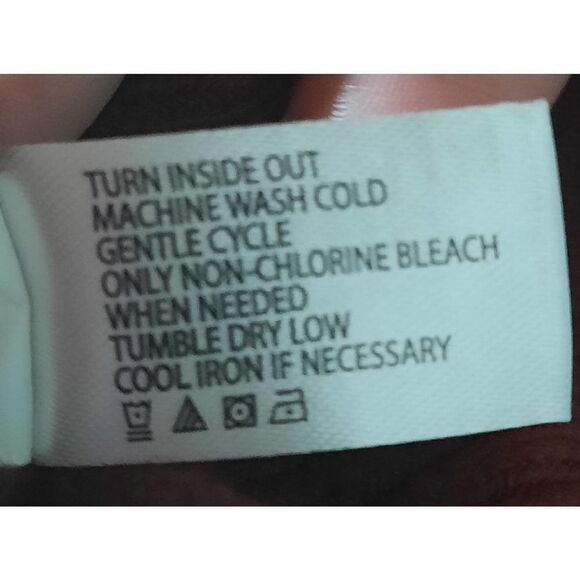 TURN INSIDE OUT
MACHINE WASH COLD
GENTLE CYCLE
ONLY NON-CHLORINE BLEACH
WHEN NEEDED
TUMBLE DRY LOW
COOL IRON IF NECESSARY